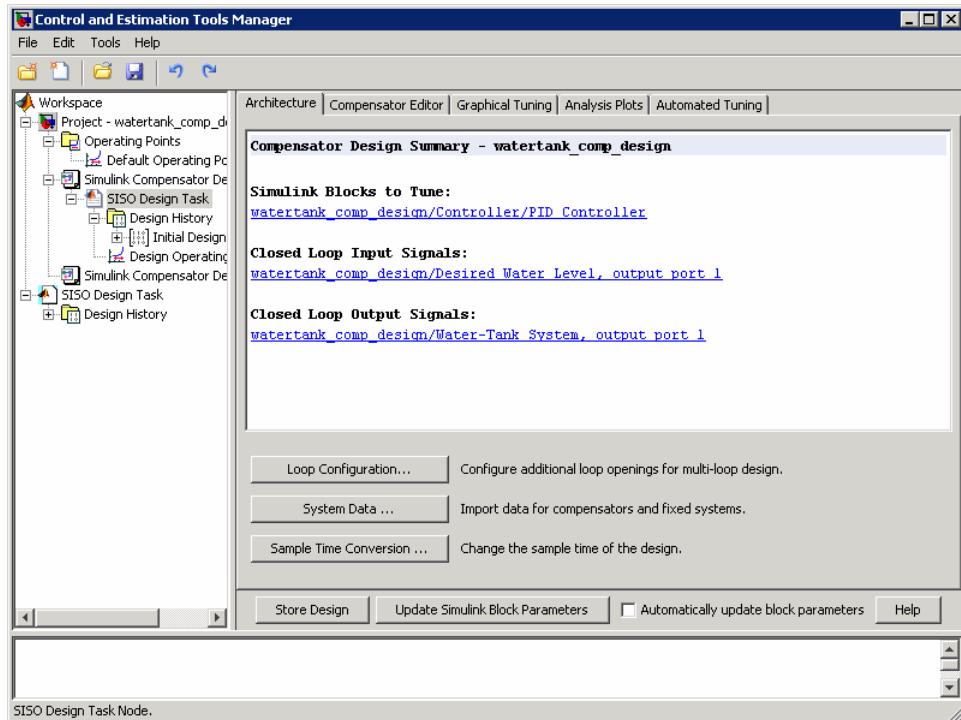 Control and Estimation Tools Manager
File Edit Tools Help
Workspace
Project - watertank_comp_d
Operating Points
Default Operating Po
Simulink Compensator De
SISO Design Task
Design History
Initial Design
Design Operating
Simulink Compensator De
SISO Design Task
Design History
Architecture Compensator Editor Graphical Tuning Analysis Plots Automated Tuning
Compensator Design Summary - watertank_comp_design
Simulink Blocks to Tune:
watertank_comp_design/Controller/PID Controller
Closed Loop Input Signals:
watertank_comp_design/Desired Water Level, output port 1
Closed Loop Output Signals:
watertank_comp_design/Water-Tank System, output port 1
Loop Configuration... Configure additional loop openings for multi-loop design.
System Data ... Import data for compensators and fixed systems.
Sample Time Conversion ... Change the sample time of the design.
Store Design Update Simulink Block Parameters Automatically update block parameters Help
SISO Design Task Node.